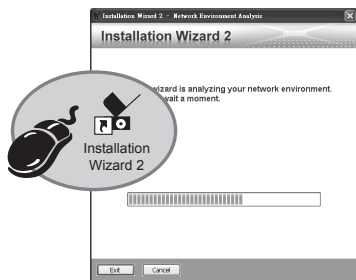 Installation Wizard 2 - Network Environment Analysis
Installation Wizard 2
wizard is analyzing your network environment.
wait a moment.
Installation
Wizard 2
Exit
Cancel